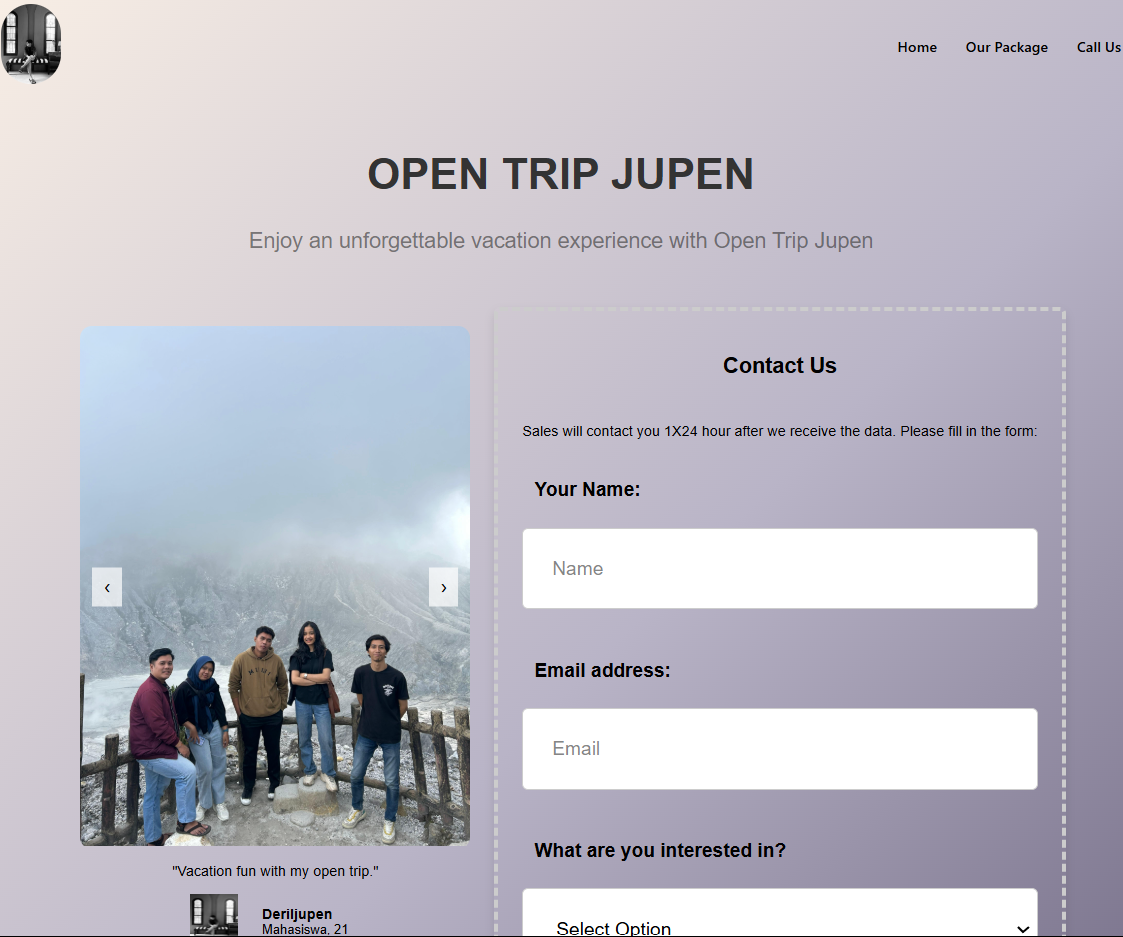 Home
Our Package
Call Us
OPEN TRIP JUPEN
Enjoy an unforgettable vacation experience with Open Trip Jupen
‹
›
"Vacation fun with my open trip."
Deriljupen
Mahasiswa, 21
Contact Us
Sales will contact you 1X24 hour after we receive the data. Please fill in the form:
Your Name:
Name
Email address:
Email
What are you interested in?
Select Option